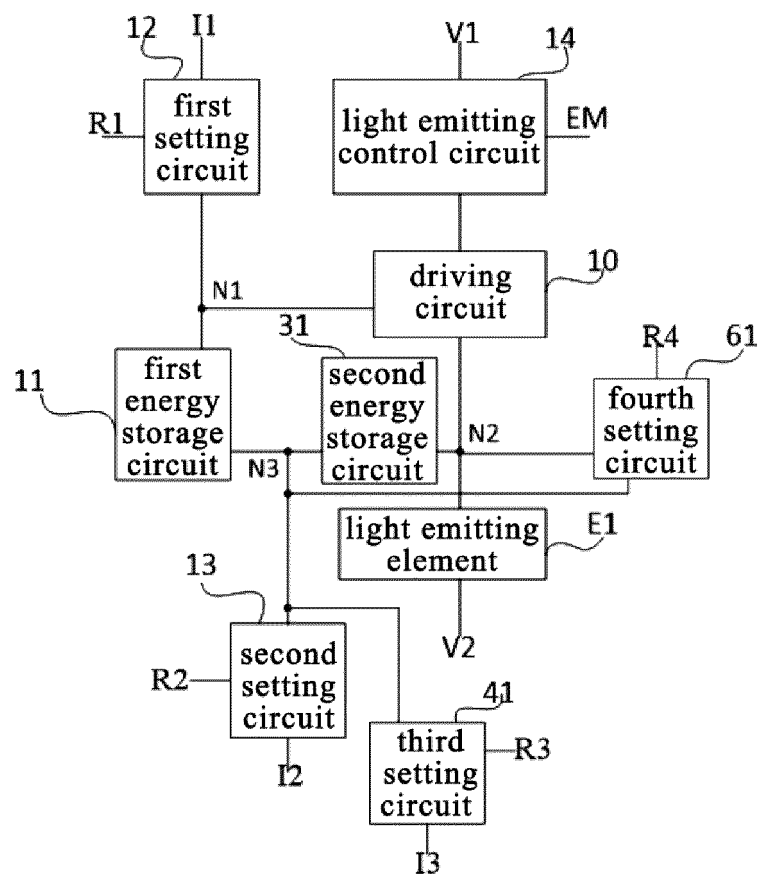 12
I1
first
setting
circuit
R1
V1
14
light emitting
control circuit
EM
N1
driving
circuit
10
31
R4
61
11
first
energy
storage
circuit
second
energy
storage
circuit
N2
fourth
setting
circuit
N3
light emitting
element
E1
13
V2
R2
second
setting
circuit
I2
41
third
setting
circuit
R3
I3